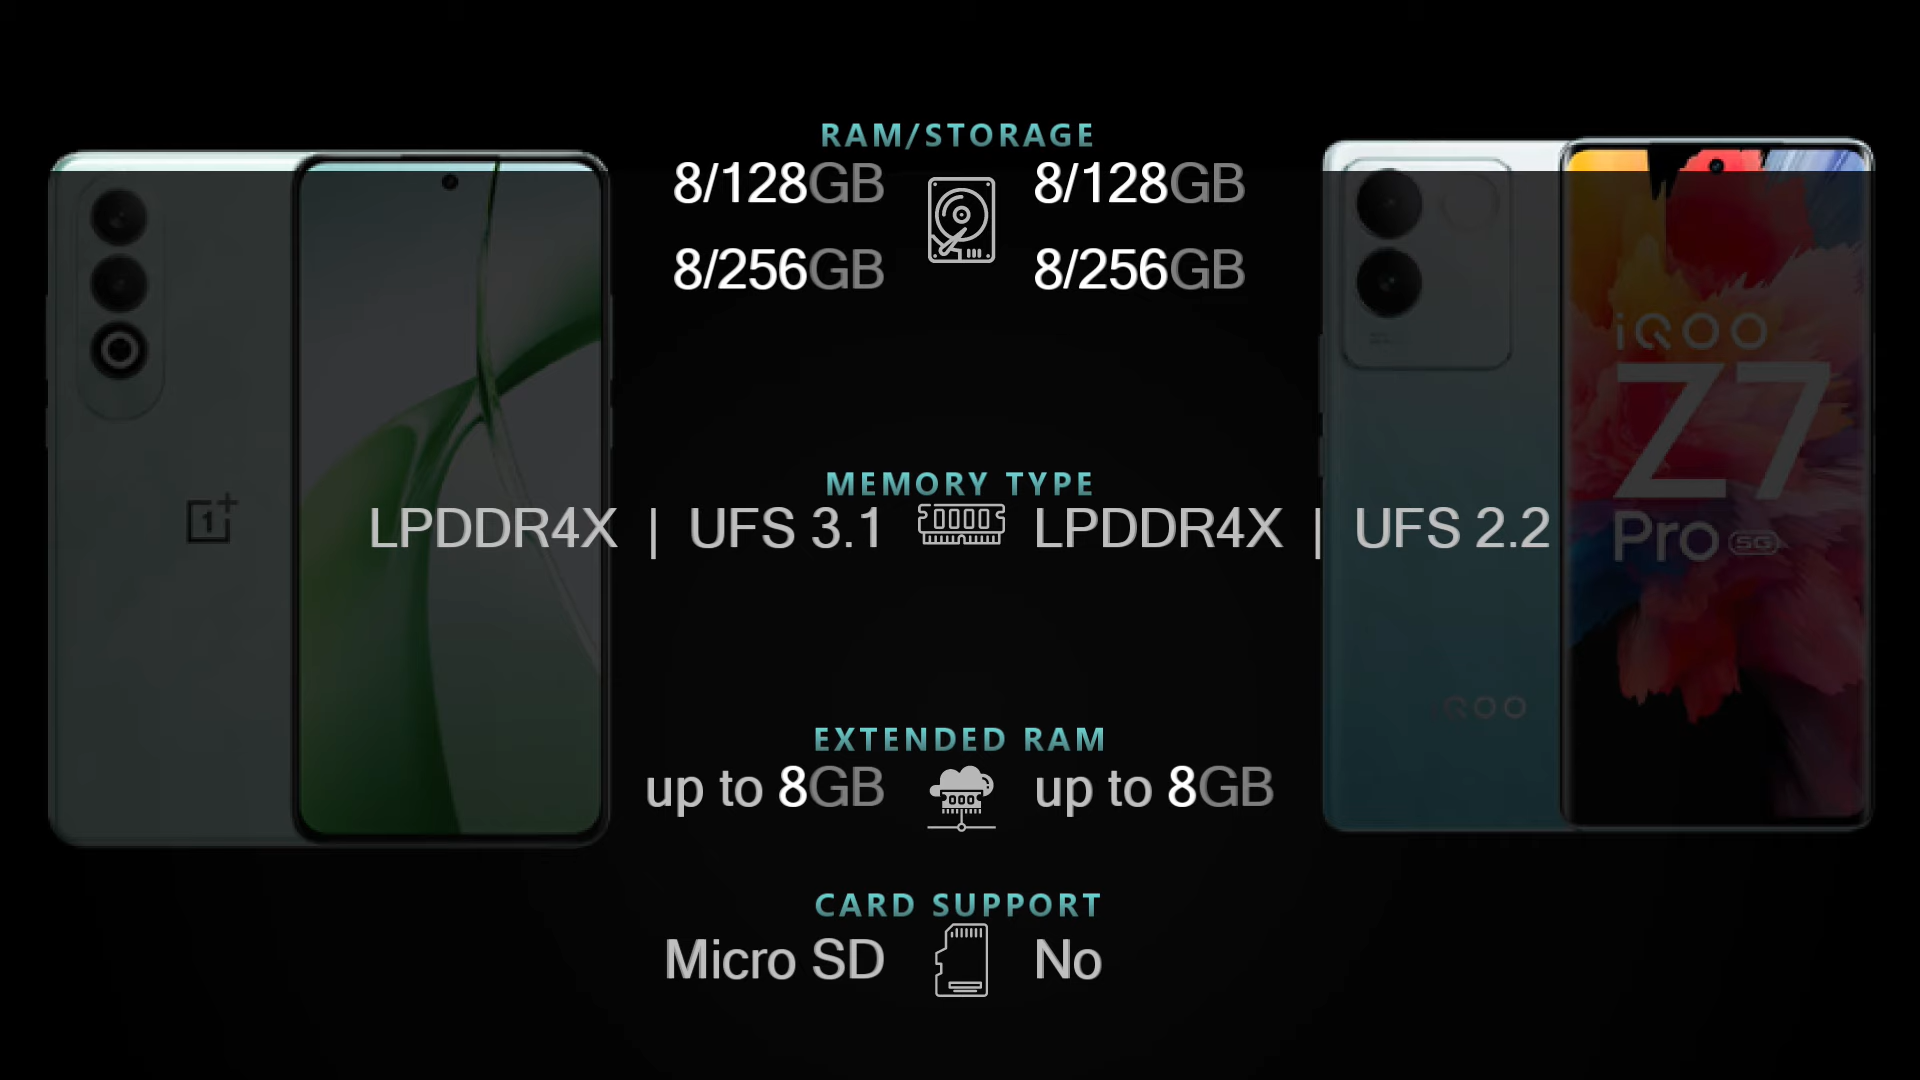 RAM/STORAGE
8/128GB 8/128GB
8/256GB 8/256GB
iQOO
Z7
Pro 5G
MEMORY TYPE
1+
LPDDR4X | UFS 3.1 LPDDR4X | UFS 2.2
iQOO
EXTENDED RAM
up to 8GB up to 8GB
CARD SUPPORT
Micro SD No